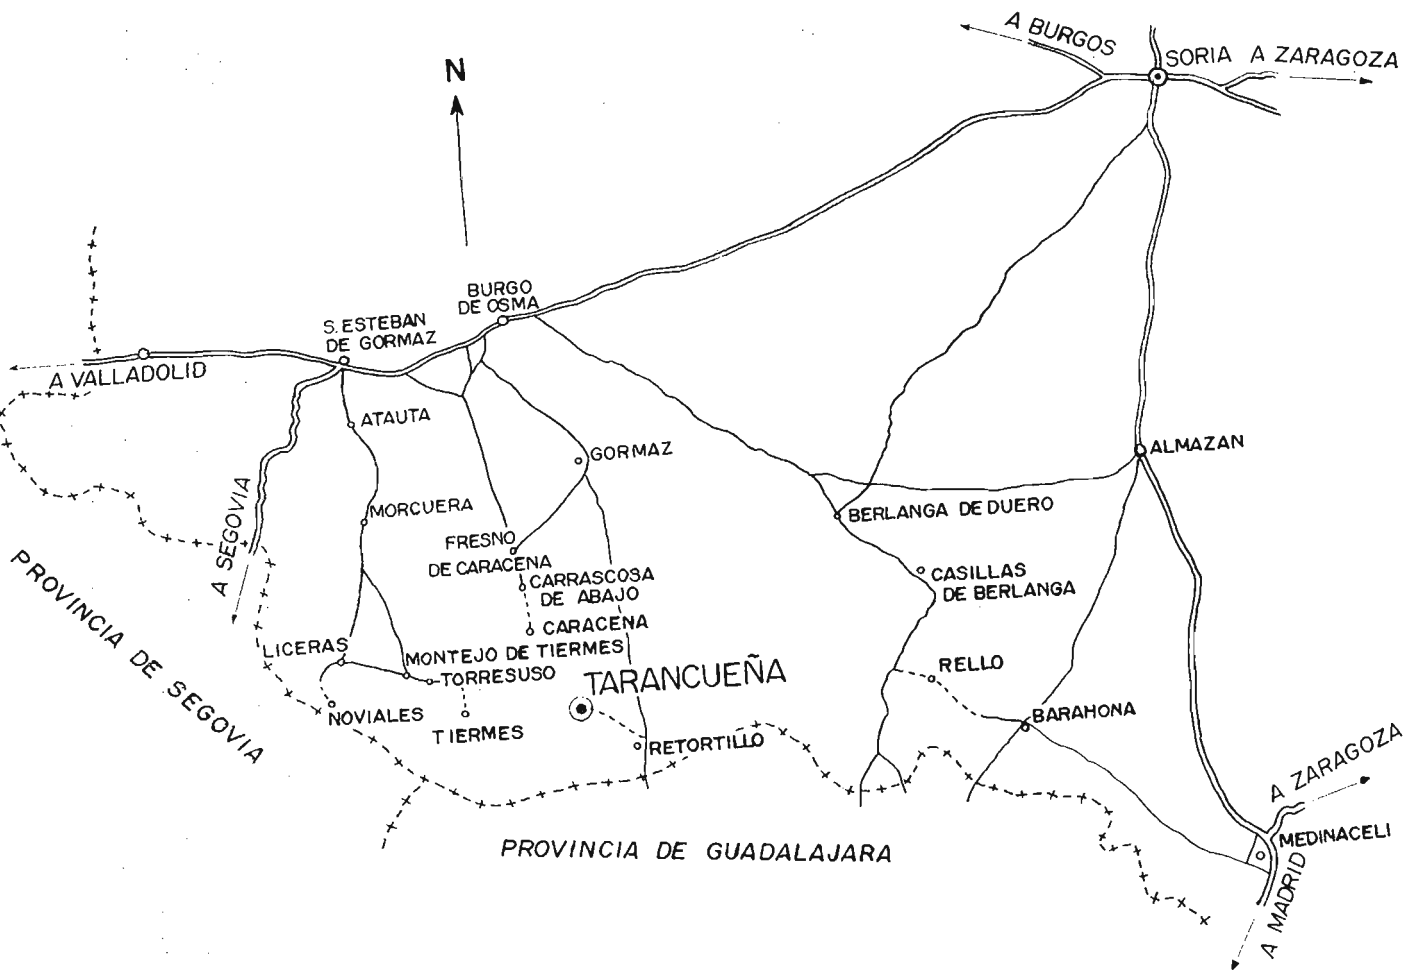 A BURGOS
SORIA
A ZARAGOZA
N
BURGO
DE OSMA
S. ESTEBAN
DE GORMAZ
A VALLADOLID
ATAUTA
GORMAZ
ALMAZAN
A SEGOVIA
MORCUERA
BERLANGA DE DUERO
FRESNO
DE CARACENA
CARRASCOSA
DE ABAJO
CASILLAS
DE BERLANGA
PROVINCIA DE SEGOVIA
CARACENA
LICERAS
MONTEJO DE TIERMES
TORRESUSO
TARANCUEÑA
RELLO
NOVIALES
TIERMES
RETORTILLO
BARAHONA
A ZARAGOZA
MEDINACELI
PROVINCIA DE GUADALAJARA
A MADRID